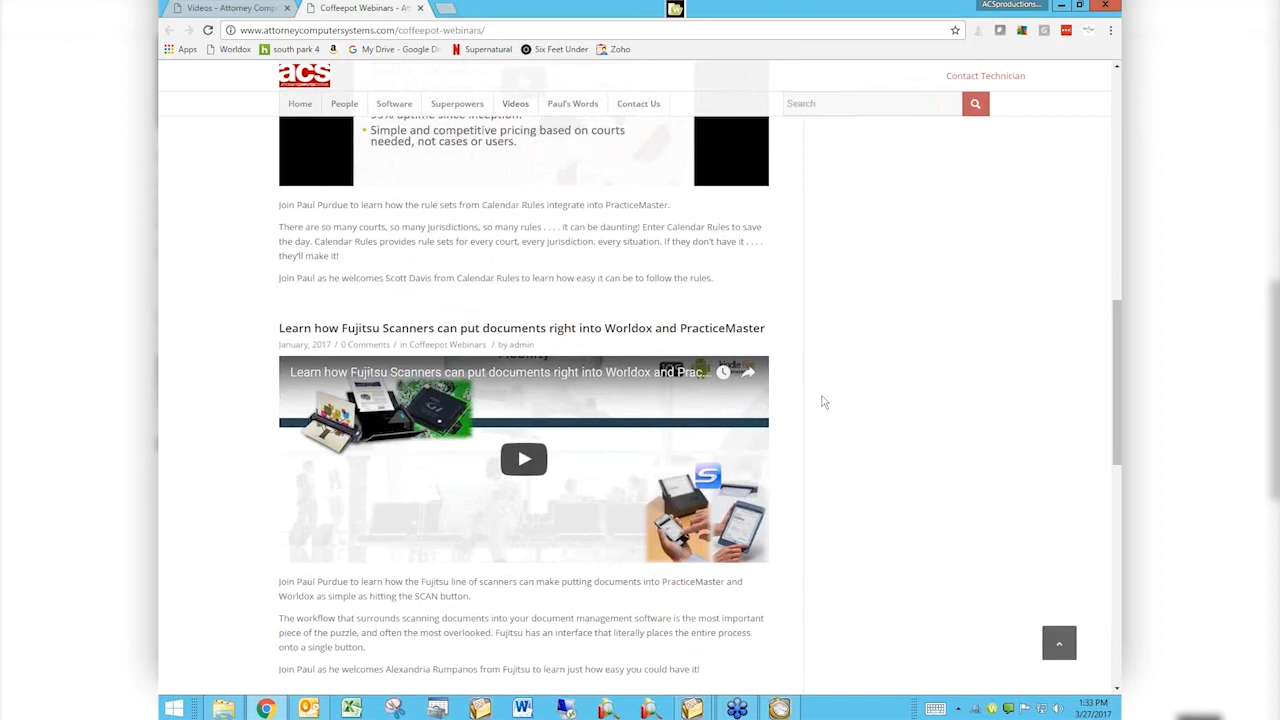 Videos - Attorney Comp
Coffeepot Webinars - At
ACSproductions...
www.attorneycomputersystems.com/coffeepot-webinars/
Apps
Worldox
south park 4
My Drive - Google D
Supernatural
Six Feet Under
Zoho
acs
Contact Technician
Home
People
Software
Superpowers
Videos
Paul's Words
Contact Us
Search
99% uptime since inception.
• Simple and competitive pricing based on courts
needed, not cases or users.
Join Paul Purdue to learn how the rule sets from Calendar Rules integrate into PracticeMaster.
There are so many courts, so many jurisdictions, so many rules . . . . it can be daunting! Enter Calendar Rules to save
the day. Calendar Rules provides rule sets for every court, every jurisdiction, every situation. If they don't have it . . . .
they'll make it!
Join Paul as he welcomes Scott Davis from Calendar Rules to learn how easy it can be to follow the rules.
Learn how Fujitsu Scanners can put documents right into Worldox and PracticeMaster
January, 2017 / 0 Comments / in Coffeepot Webinars / by admin
Learn how Fujitsu Scanners can put documents right into Worldox and Prac...
Join Paul Purdue to learn how the Fujitsu line of scanners can make putting documents into PracticeMaster and
Worldox as simple as hitting the SCAN button.
The workflow that surrounds scanning documents into your document management software is the most important
piece of the puzzle, and often the most overlooked. Fujitsu has an interface that literally places the entire process
onto a single button.
Join Paul as he welcomes Alexandria Rumpanos from Fujitsu to learn just how easy you could have it!
1:33 PM
3/27/2017